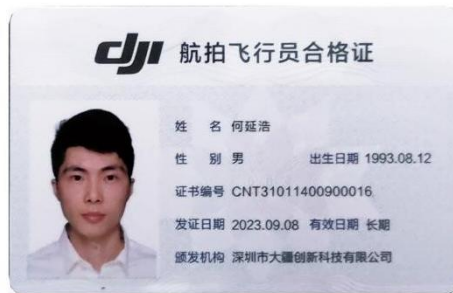 dji 航拍飞行员合格证
姓 名 何延浩
性 别 男 出生日期 1993.08.12
证书编号 CNT31011400900016
发证日期 2023.09.08 有效日期 长期
颁发机构 深圳市大疆创新科技有限公司